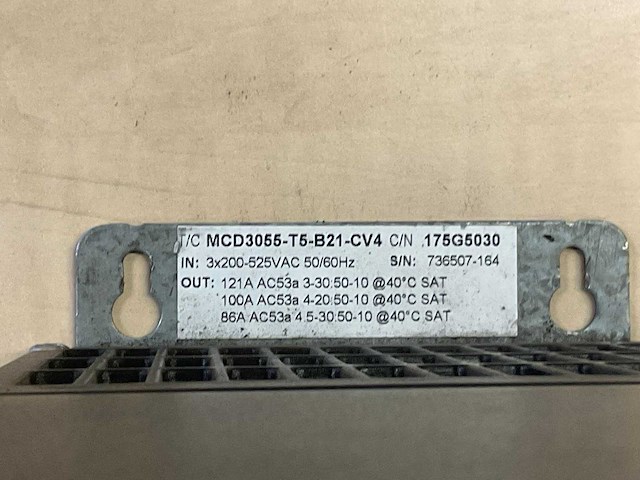 T/C MCD3055-T5-B21-CV4 C/N 175G5030
IN: 3x200-525VAC 50/60Hz S/N: 736507-164
OUT: 121A AC53a 3-30:50-10 @40°C SAT
100A AC53a 4-20:50-10 @40°C SAT
86A AC53a 4.5-30:50-10 @40°C SAT